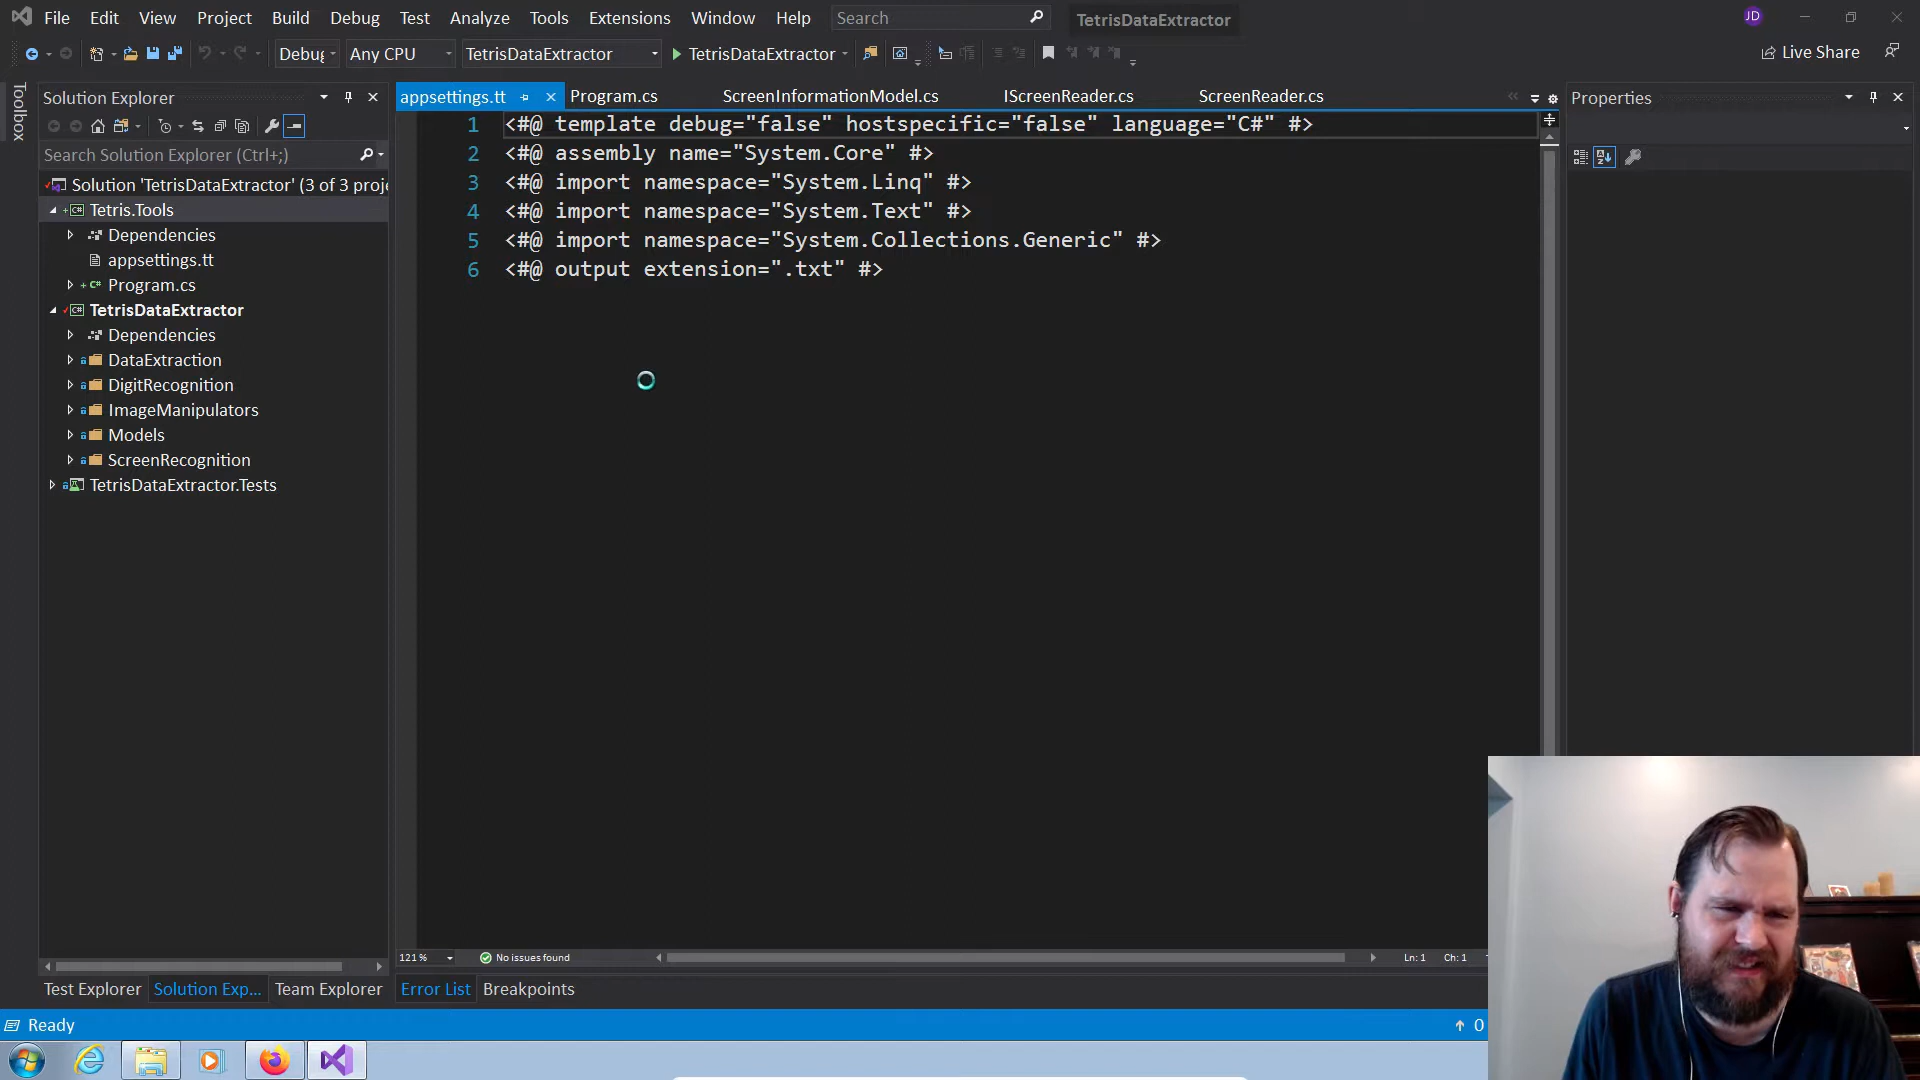 File Edit View Project Build Debug Test Analyze Tools Extensions Window Help Search TetrisDataExtractor JD
Debug Any CPU TetrisDataExtractor TetrisDataExtractor Live Share
Toolbox
Solution Explorer
Search Solution Explorer (Ctrl+;)
Solution 'TetrisDataExtractor' (3 of 3 proje
Tetris.Tools
Dependencies
appsettings.tt
Program.cs
TetrisDataExtractor
Dependencies
DataExtraction
DigitRecognition
ImageManipulators
Models
ScreenRecognition
TetrisDataExtractor.Tests
appsettings.tt Program.cs ScreenInformationModel.cs IScreenReader.cs ScreenReader.cs
1 <#@ template debug="false" hostspecific="false" language="C#" #>
2 <#@ assembly name="System.Core" #>
3 <#@ import namespace="System.Linq" #>
4 <#@ import namespace="System.Text" #>
5 <#@ import namespace="System.Collections.Generic" #>
6 <#@ output extension=".txt" #>
Properties
121 % No issues found Ln: 1 Ch: 1
Test Explorer Solution Exp... Team Explorer Error List Breakpoints
Ready 0